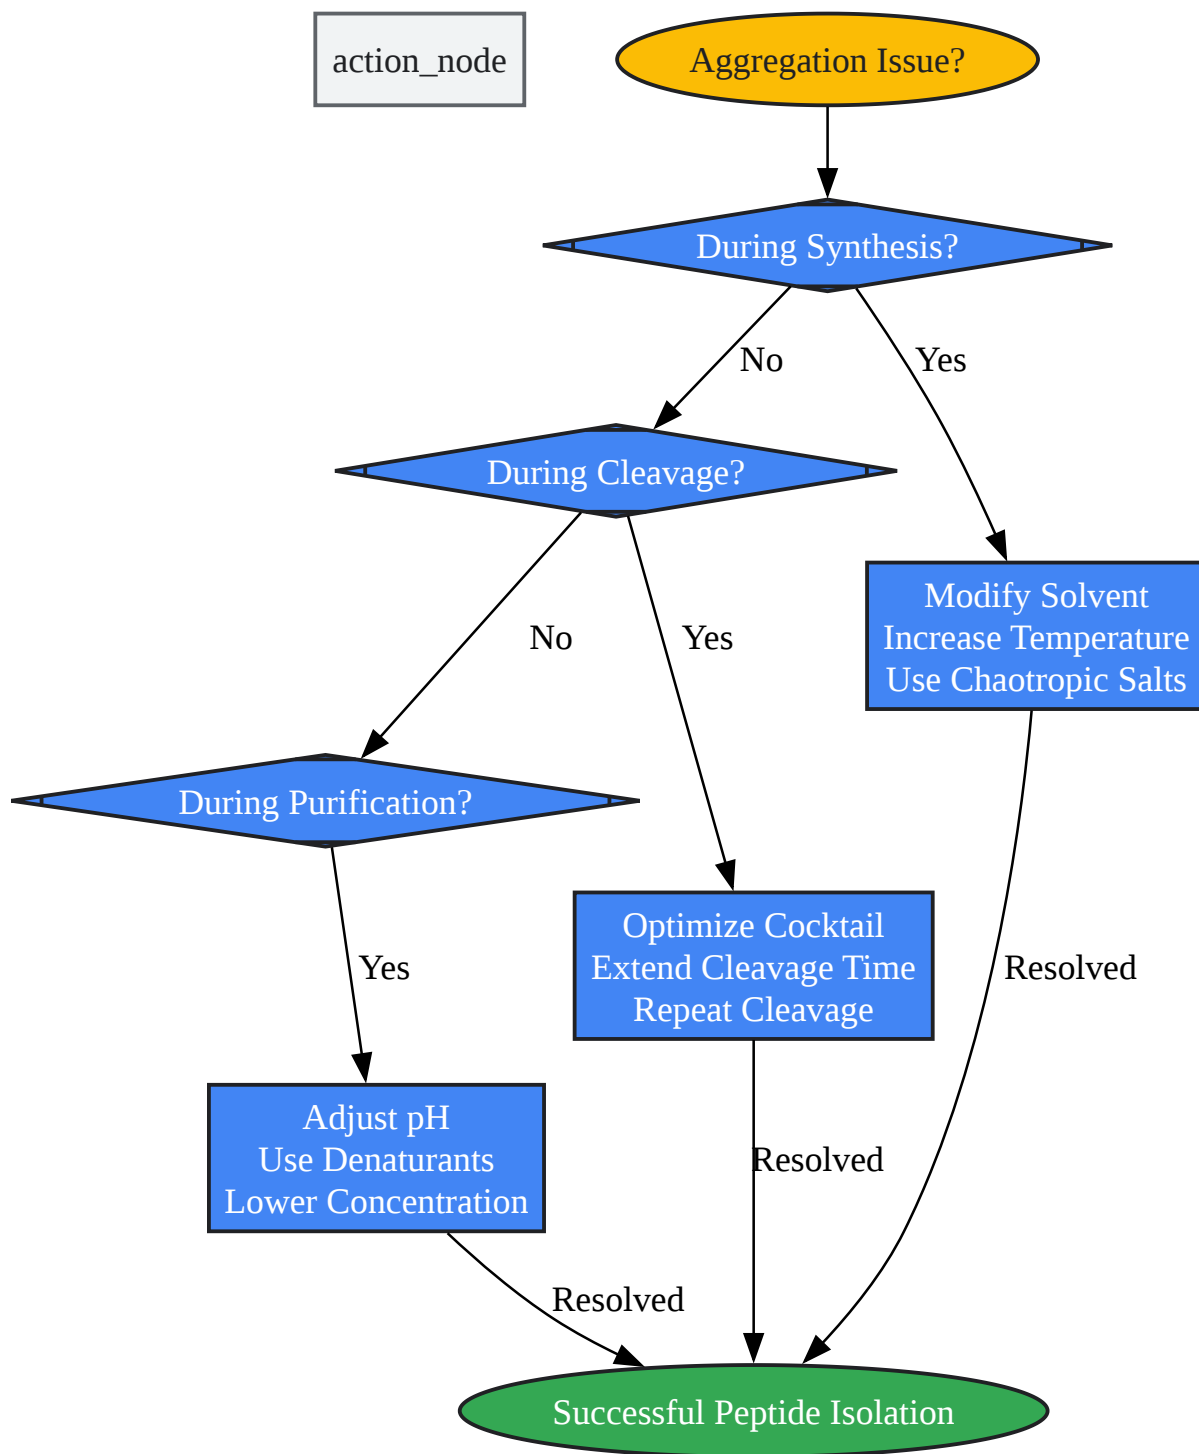 action_node
Aggregation Issue?
During Synthesis?
No
Yes
During Cleavage?
Modify Solvent
Increase Temperature
Use Chaotropic Salts
No
Yes
During Purification?
Optimize Cocktail
Extend Cleavage Time
Repeat Cleavage
Yes
Resolved
Adjust pH
Use Denaturants
Lower Concentration
Resolved
Resolved
Successful Peptide Isolation